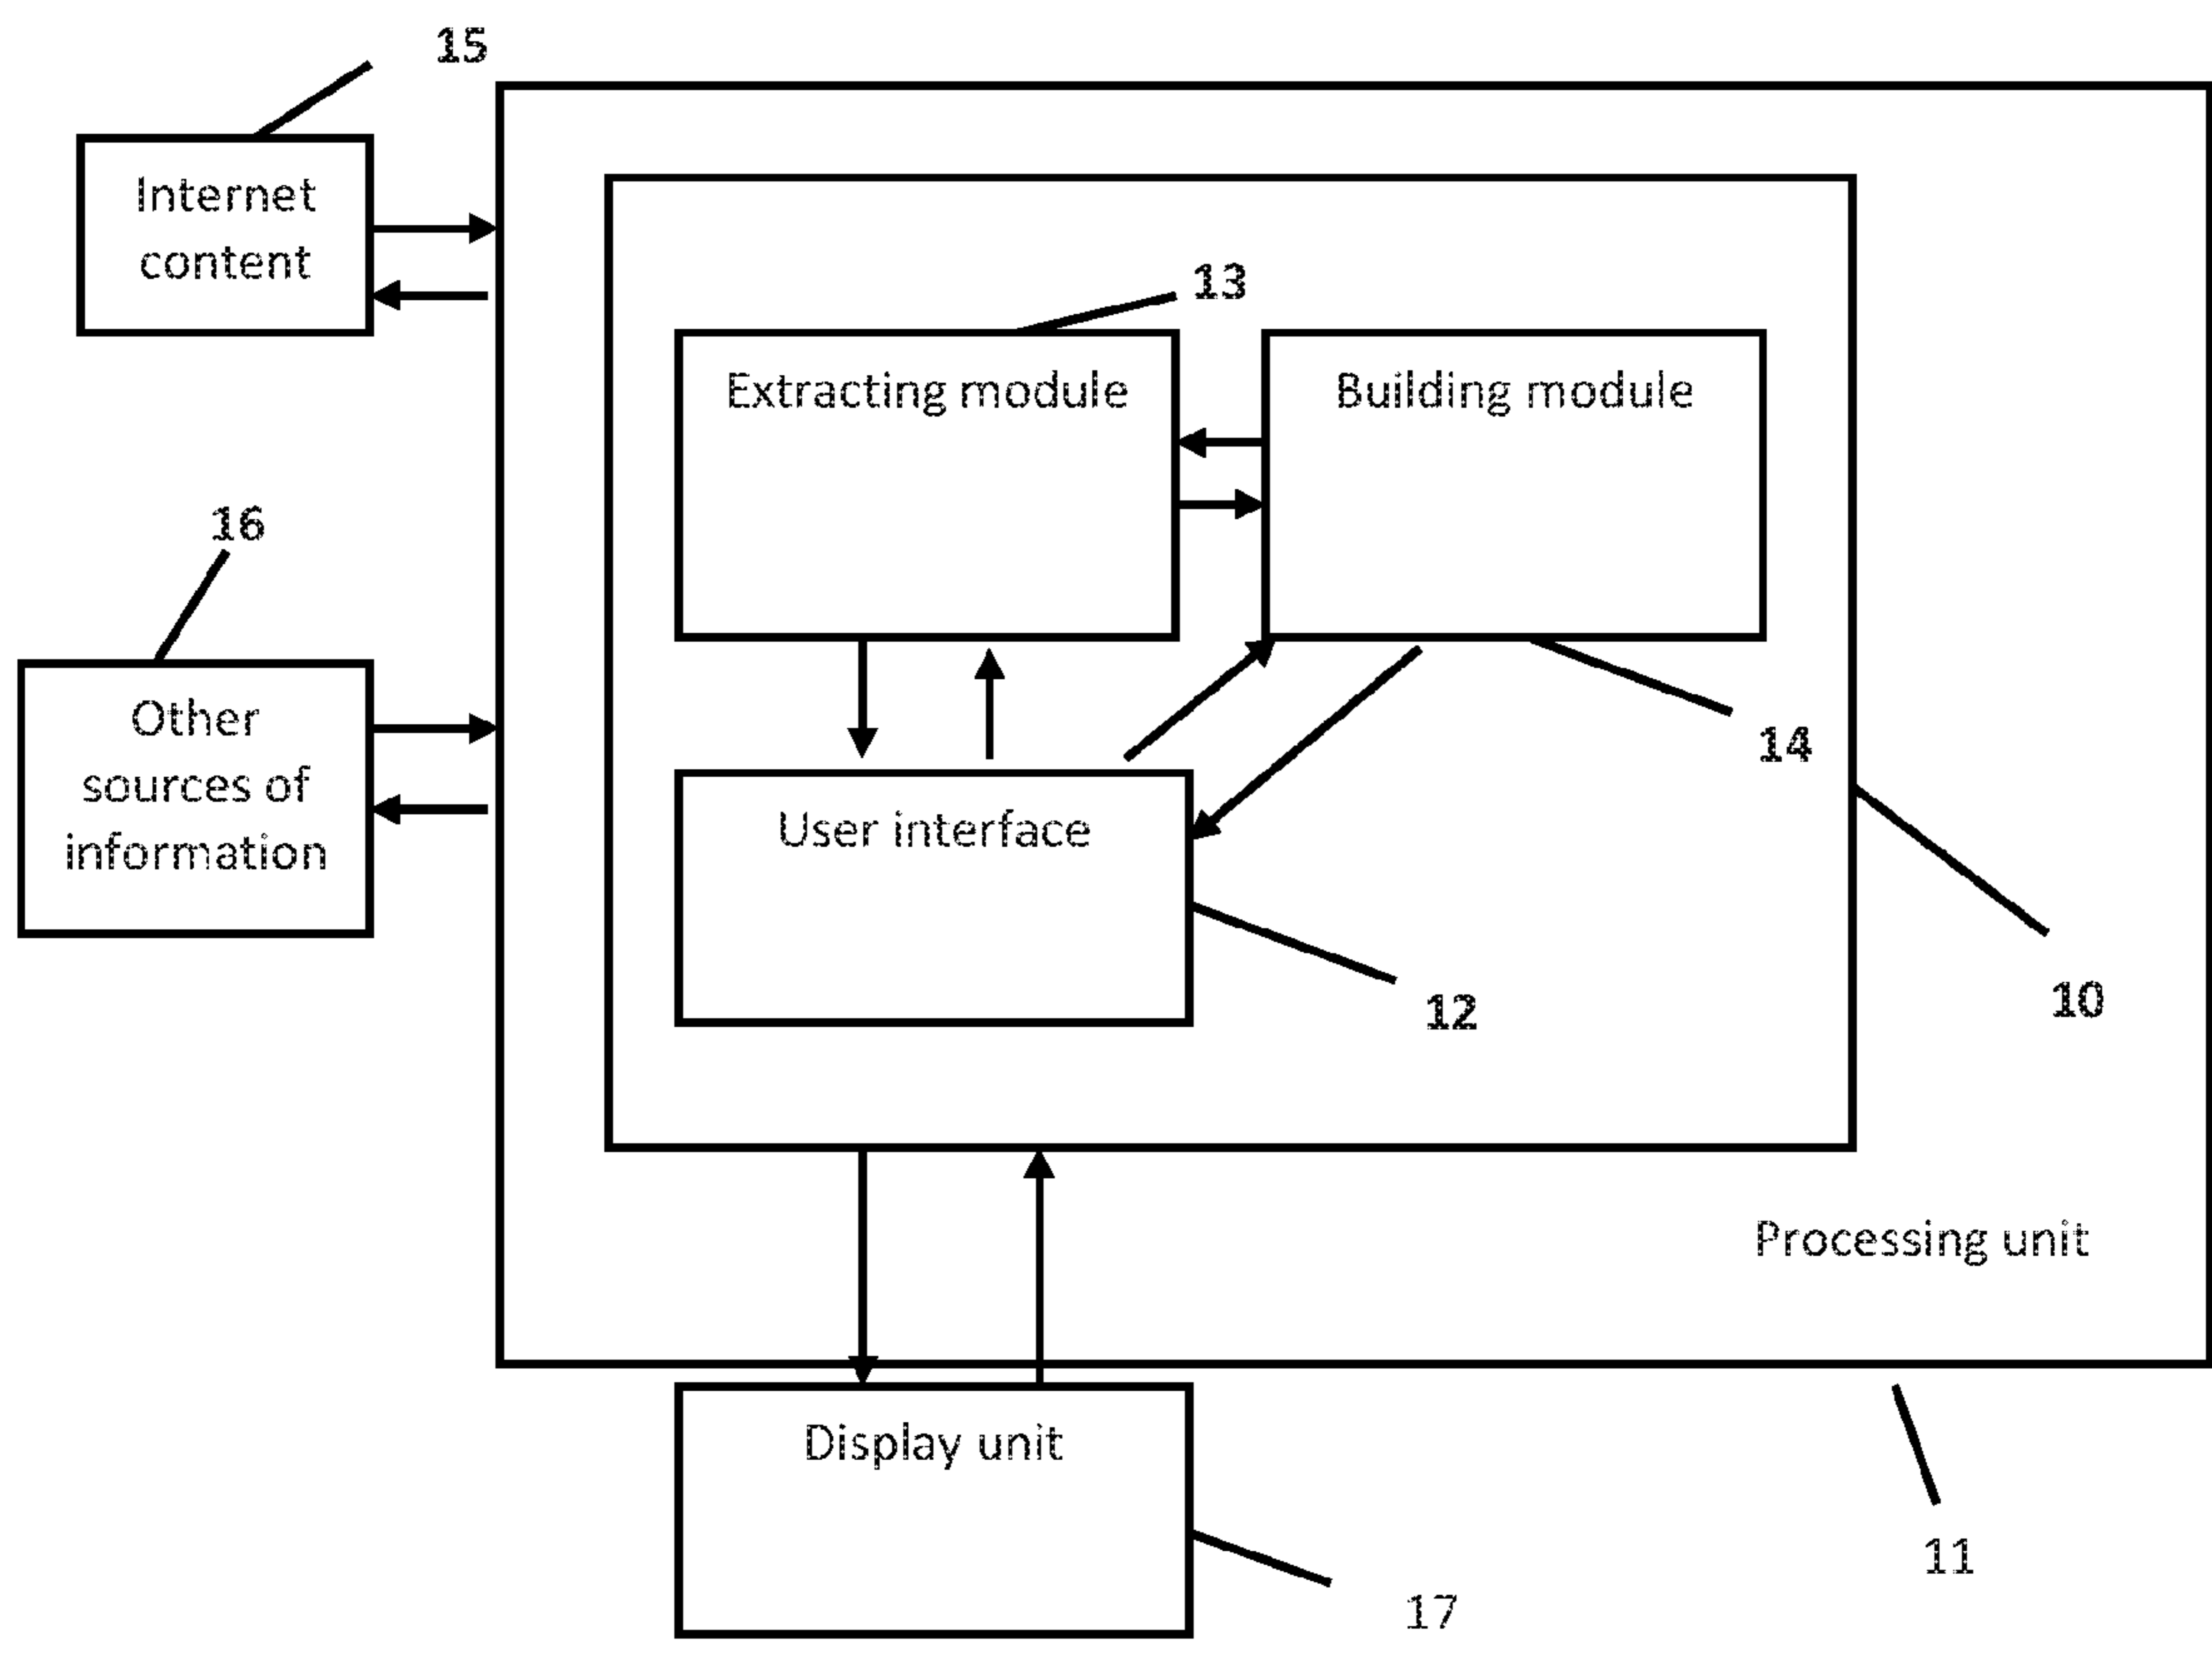 15
Internet
content
13
Extracting module
Building module
16
Other
sources of
information
14
User interface
12
10
Processing unit
Display unit
11
17